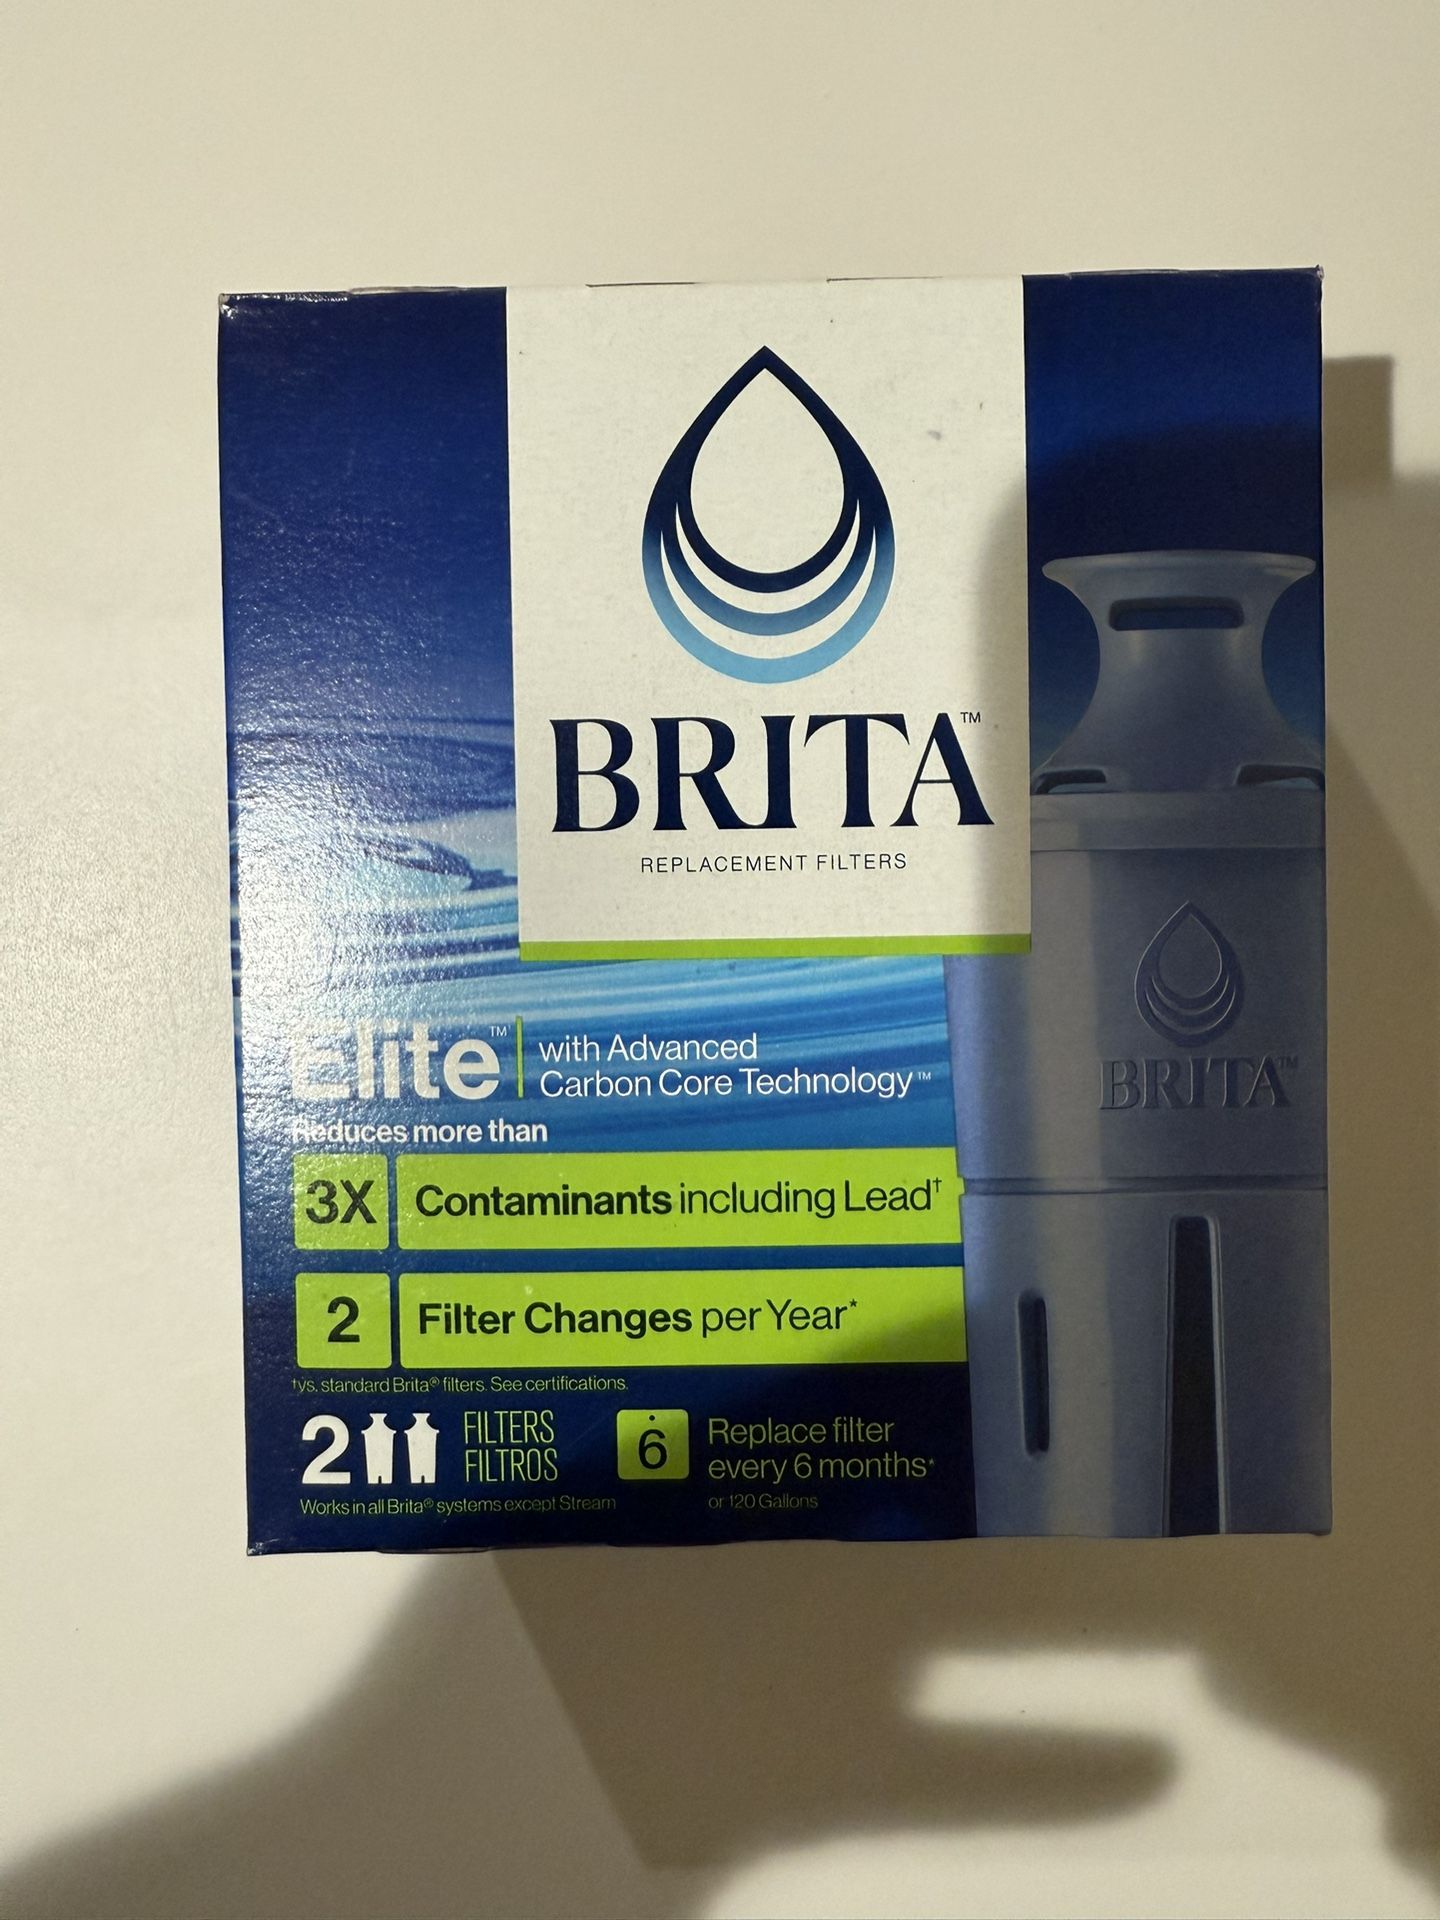 BRITA™
REPLACEMENT FILTERS
Elite™ with Advanced
Carbon Core Technology™
Reduces more than
3X Contaminants including Lead†
2 Filter Changes per Year*
†vs. standard Brita® filters. See certifications.
2 FILTERS
FILTROS
Works in all Brita® systems except Stream
6 Replace filter
every 6 months*
or 120 Gallons
BRITA™